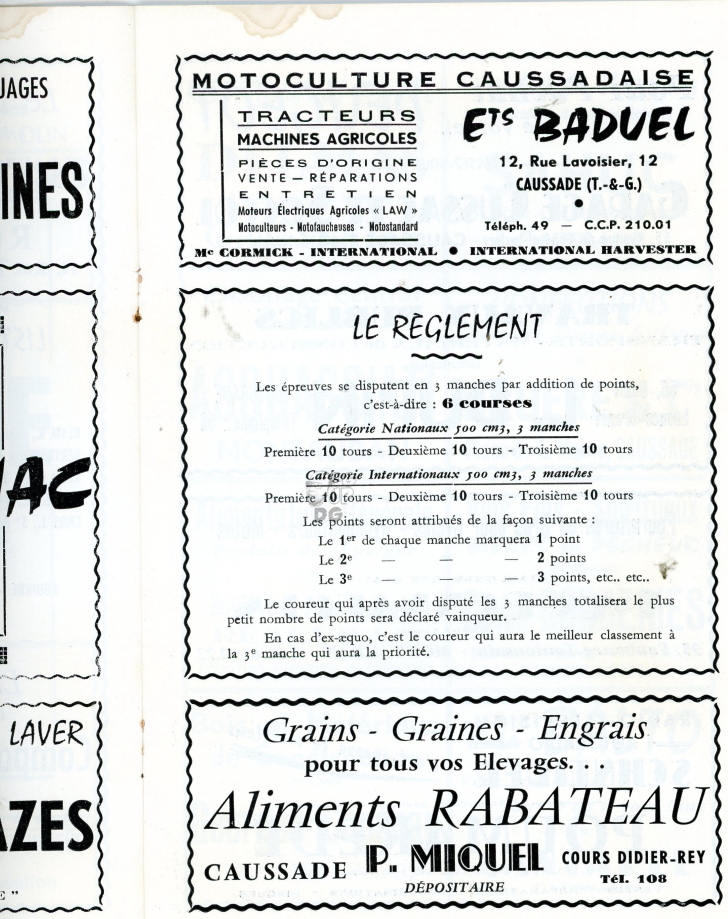 UAGES
INES
AC
LAVER
AZES
E "
MOTOCULTURE CAUSSADAISE
TRACTEURS
MACHINES AGRICOLES
PIÈCES D'ORIGINE
VENTE — RÉPARATIONS
ENTRETIEN
Moteurs Électriques Agricoles « LAW »
Motoculteurs - Motofaucheuses - Motostandard
ETS BADUEL
12, Rue Lavoisier, 12
CAUSSADE (T.-&-G.)
●
Téléph. 49 — C.C.P. 210.01
Mc CORMICK - INTERNATIONAL ● INTERNATIONAL HARVESTER
LE RÈGLEMENT
Les épreuves se disputent en 3 manches par addition de points,
c'est-à-dire : 6 courses
Catégorie Nationaux 500 cm3, 3 manches
Première 10 tours - Deuxième 10 tours - Troisième 10 tours
Catégorie Internationaux 500 cm3, 3 manches
Première 10 tours - Deuxième 10 tours - Troisième 10 tours
DG
Les points seront attribués de la façon suivante :
Le 1er de chaque manche marquera 1 point
Le 2e — — — 2 points
Le 3e — — — 3 points, etc.. etc..
Le coureur qui après avoir disputé les 3 manches totalisera le plus
petit nombre de points sera déclaré vainqueur.
En cas d'ex-æquo, c'est le coureur qui aura le meilleur classement à
la 3e manche qui aura la priorité.
Grains - Graines - Engrais
pour tous vos Elevages...
Aliments RABATEAU
CAUSSADE P. MIQUEL COURS DIDIER-REY
DÉPOSITAIRE Tél. 108